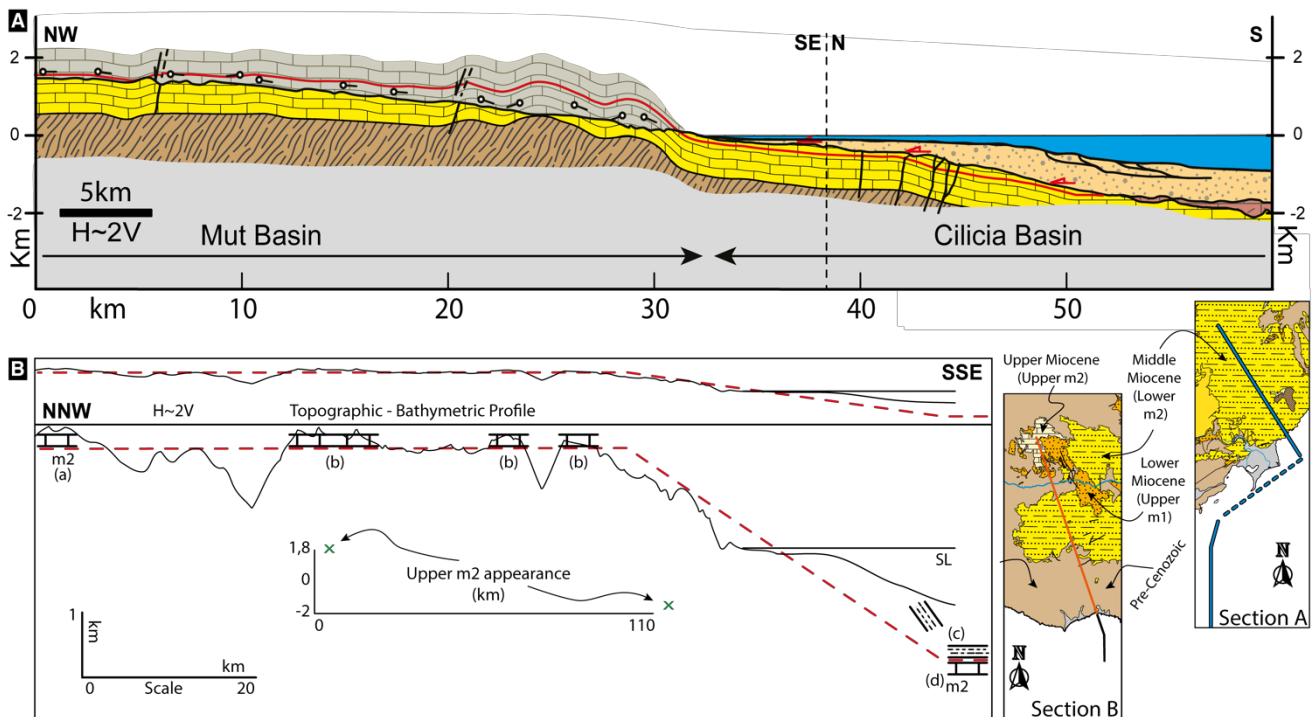 A
NW
SE N
S
2
0
-2
Km
2
0
-2
Km
5km
H~2V
Mut Basin
Cilicia Basin
0 km 10 20 30 40 50
B
SSE
NNW
H~2V
Topographic - Bathymetric Profile
m2
(a)
(b)
(b)
(b)
1,8
0
-2
0
110
Upper m2 appearance
(km)
SL
(c)
(d)
m2
1
km
km
0
Scale
20
Upper Miocene
(Upper m2)
Middle
Miocene
(Lower
m2)
Lower
Miocene
(Upper
m1)
Pre-Cenozoic
N
Section B
N
Section A